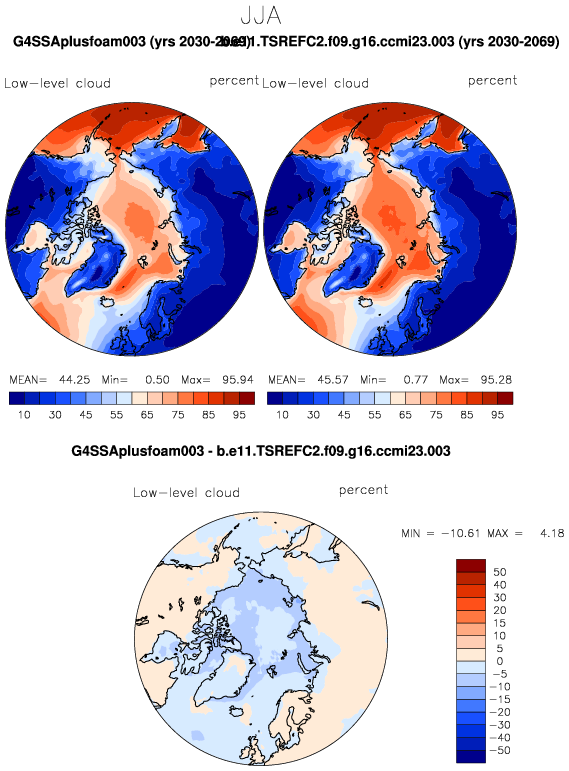 JJA
G4SSAplusfoam003 (yrs 2030-2069) b.e11.TSREFC2.f09.g16.ccmi23.003 (yrs 2030-2069)
Low-level cloud percent Low-level cloud percent
MEAN= 44.25 Min= 0.50 Max= 95.94 MEAN= 45.57 Min= 0.77 Max= 95.28
10 30 45 55 65 75 85 95 10 30 45 55 65 75 85 95
G4SSAplusfoam003 - b.e11.TSREFC2.f09.g16.ccmi23.003
Low-level cloud percent
MIN = -10.61 MAX = 4.18
50
40
30
20
15
10
5
0
-5
-10
-15
-20
-30
-40
-50